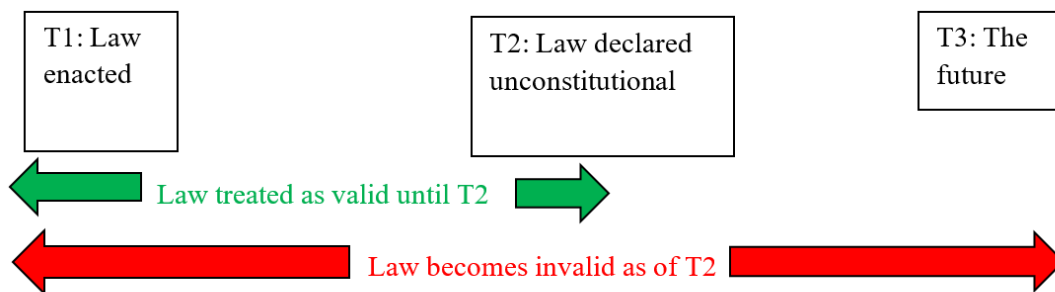 T1: Law
enacted
T2: Law declared
unconstitutional
T3: The
future
Law treated as valid until T2
Law becomes invalid as of T2